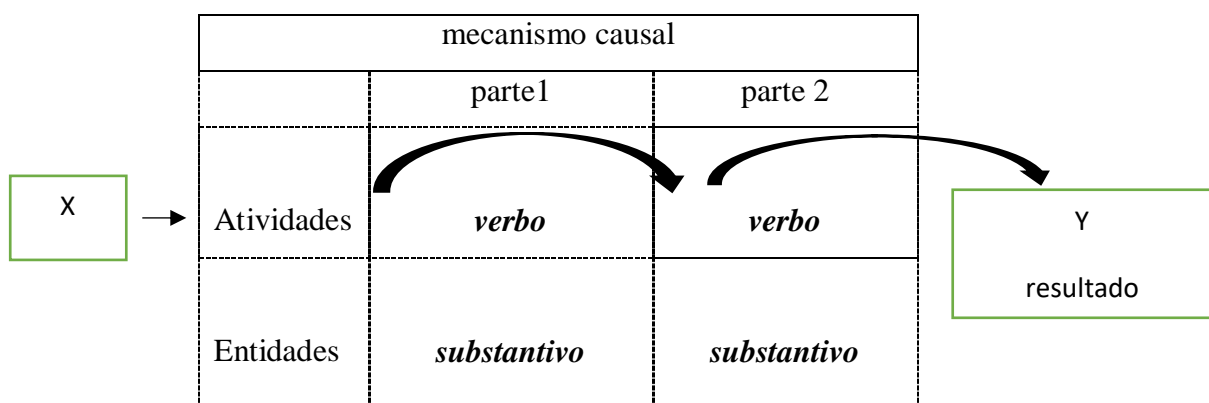 mecanismo causal
parte1 parte 2
X
Atividades verbo verbo
Y
resultado
Entidades substantivo substantivo